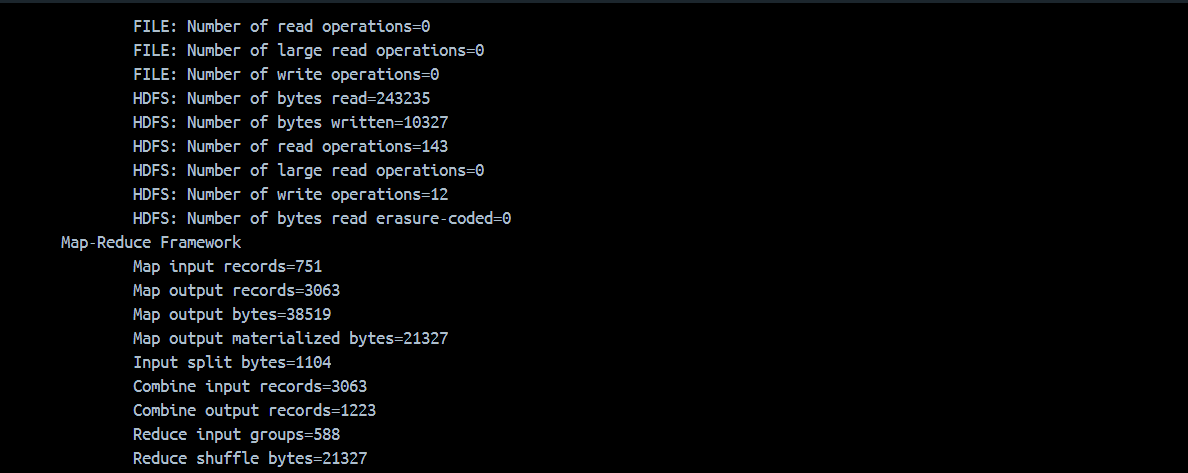 FILE: Number of read operations=0
FILE: Number of large read operations=0
FILE: Number of write operations=0
HDFS: Number of bytes read=243235
HDFS: Number of bytes written=10327
HDFS: Number of read operations=143
HDFS: Number of large read operations=0
HDFS: Number of write operations=12
HDFS: Number of bytes read erasure-coded=0
Map-Reduce Framework
Map input records=751
Map output records=3063
Map output bytes=38519
Map output materialized bytes=21327
Input split bytes=1104
Combine input records=3063
Combine output records=1223
Reduce input groups=588
Reduce shuffle bytes=21327